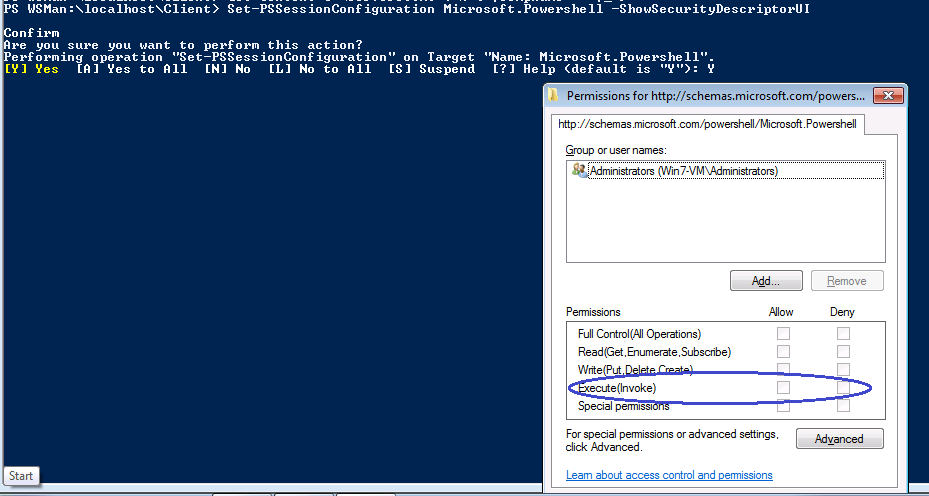 PS WSMan:\localhost\Client> Set-PSSessionConfiguration Microsoft.Powershell -ShowSecurityDescriptorUI
Confirm
Are you sure you want to perform this action?
Performing operation "Set-PSSessionConfiguration" on Target "Name: Microsoft.Powershell".
[Y] Yes  [A] Yes to All  [N] No  [L] No to All  [S] Suspend  [?] Help (default is "Y"): Y
Permissions for http://schemas.microsoft.com/powers...
http://schemas.microsoft.com/powershell/Microsoft.Powershell
Group or user names:
Administrators (Win7-VM\Administrators)
Add...
Remove
Permissions Allow Deny
Full Control(All Operations)
Read(Get,Enumerate,Subscribe)
Write(Put,Delete,Create)
Execute(Invoke)
Special permissions
For special permissions or advanced settings,
click Advanced.
Advanced
Learn about access control and permissions
Start